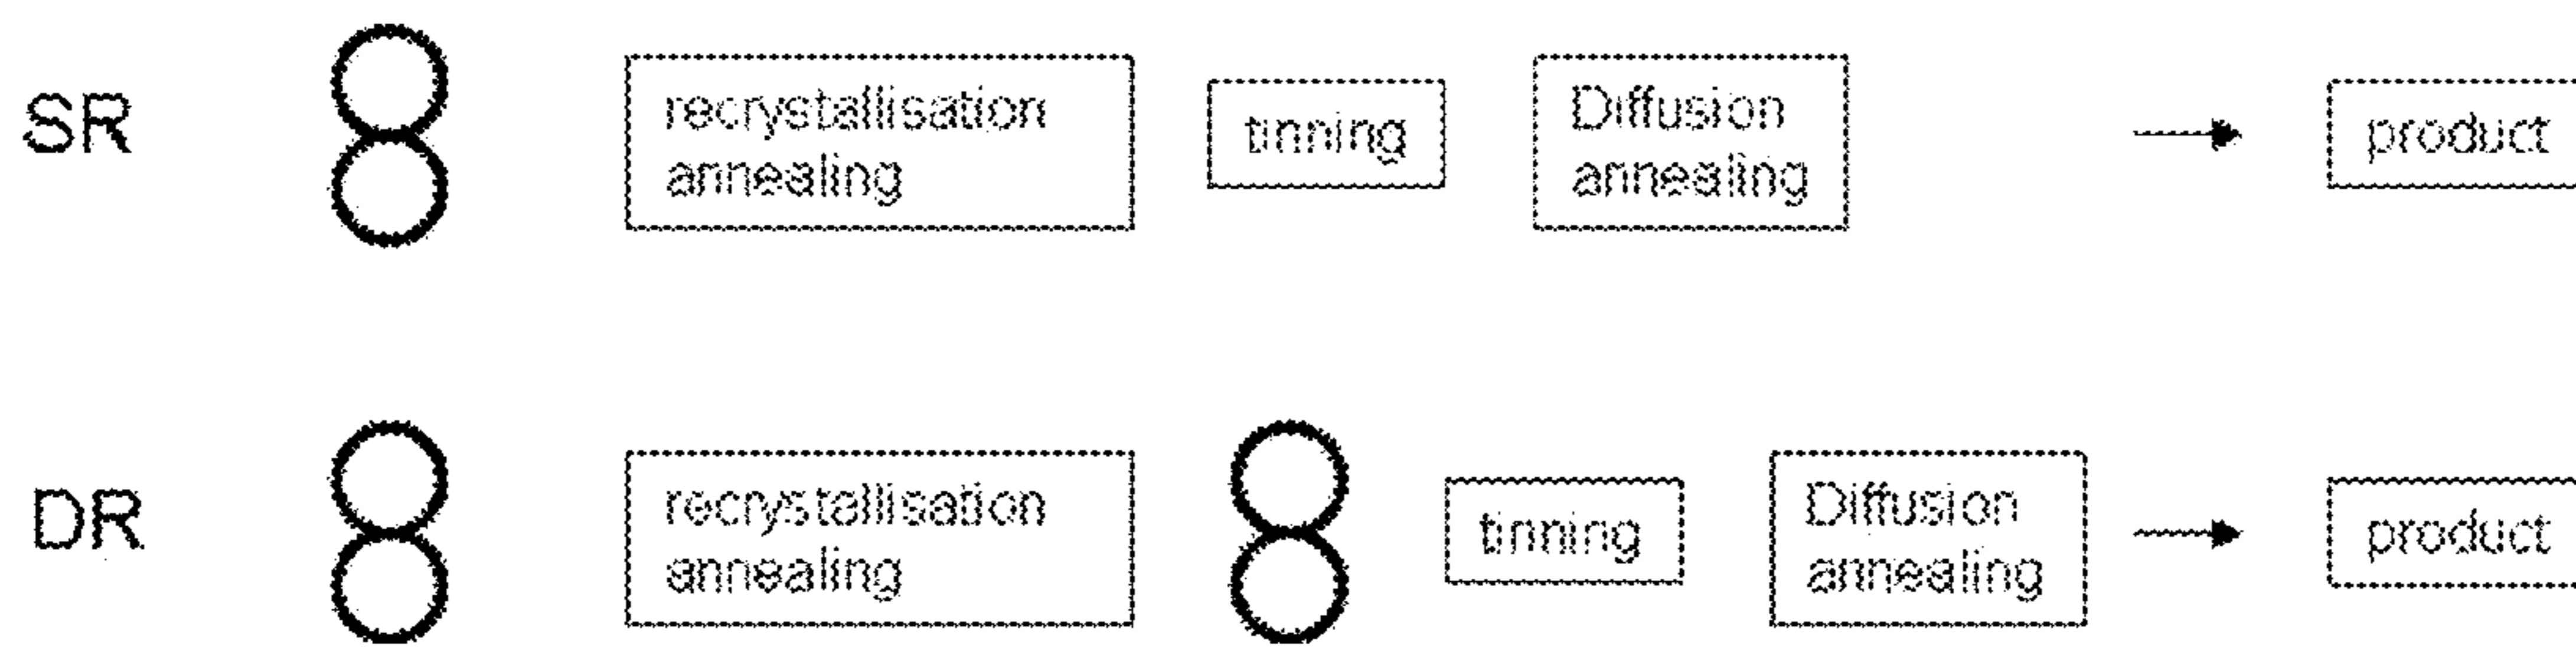 SR
recrystallisation
annealing
tinning
Diffusion
annealing
product
DR
recrystallisation
annealing
tinning
Diffusion
annealing
product